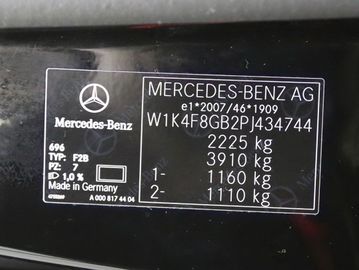 MERCEDES-BENZ AG
e1*2007/46*1909
W1K4F8GB2PJ434744
2225 kg
3910 kg
1- 1160 kg
2- 1110 kg
Mercedes-Benz
696
TYP: F2B
PZ: 7
1,0 %
Made in Germany
A 000 817 44 04